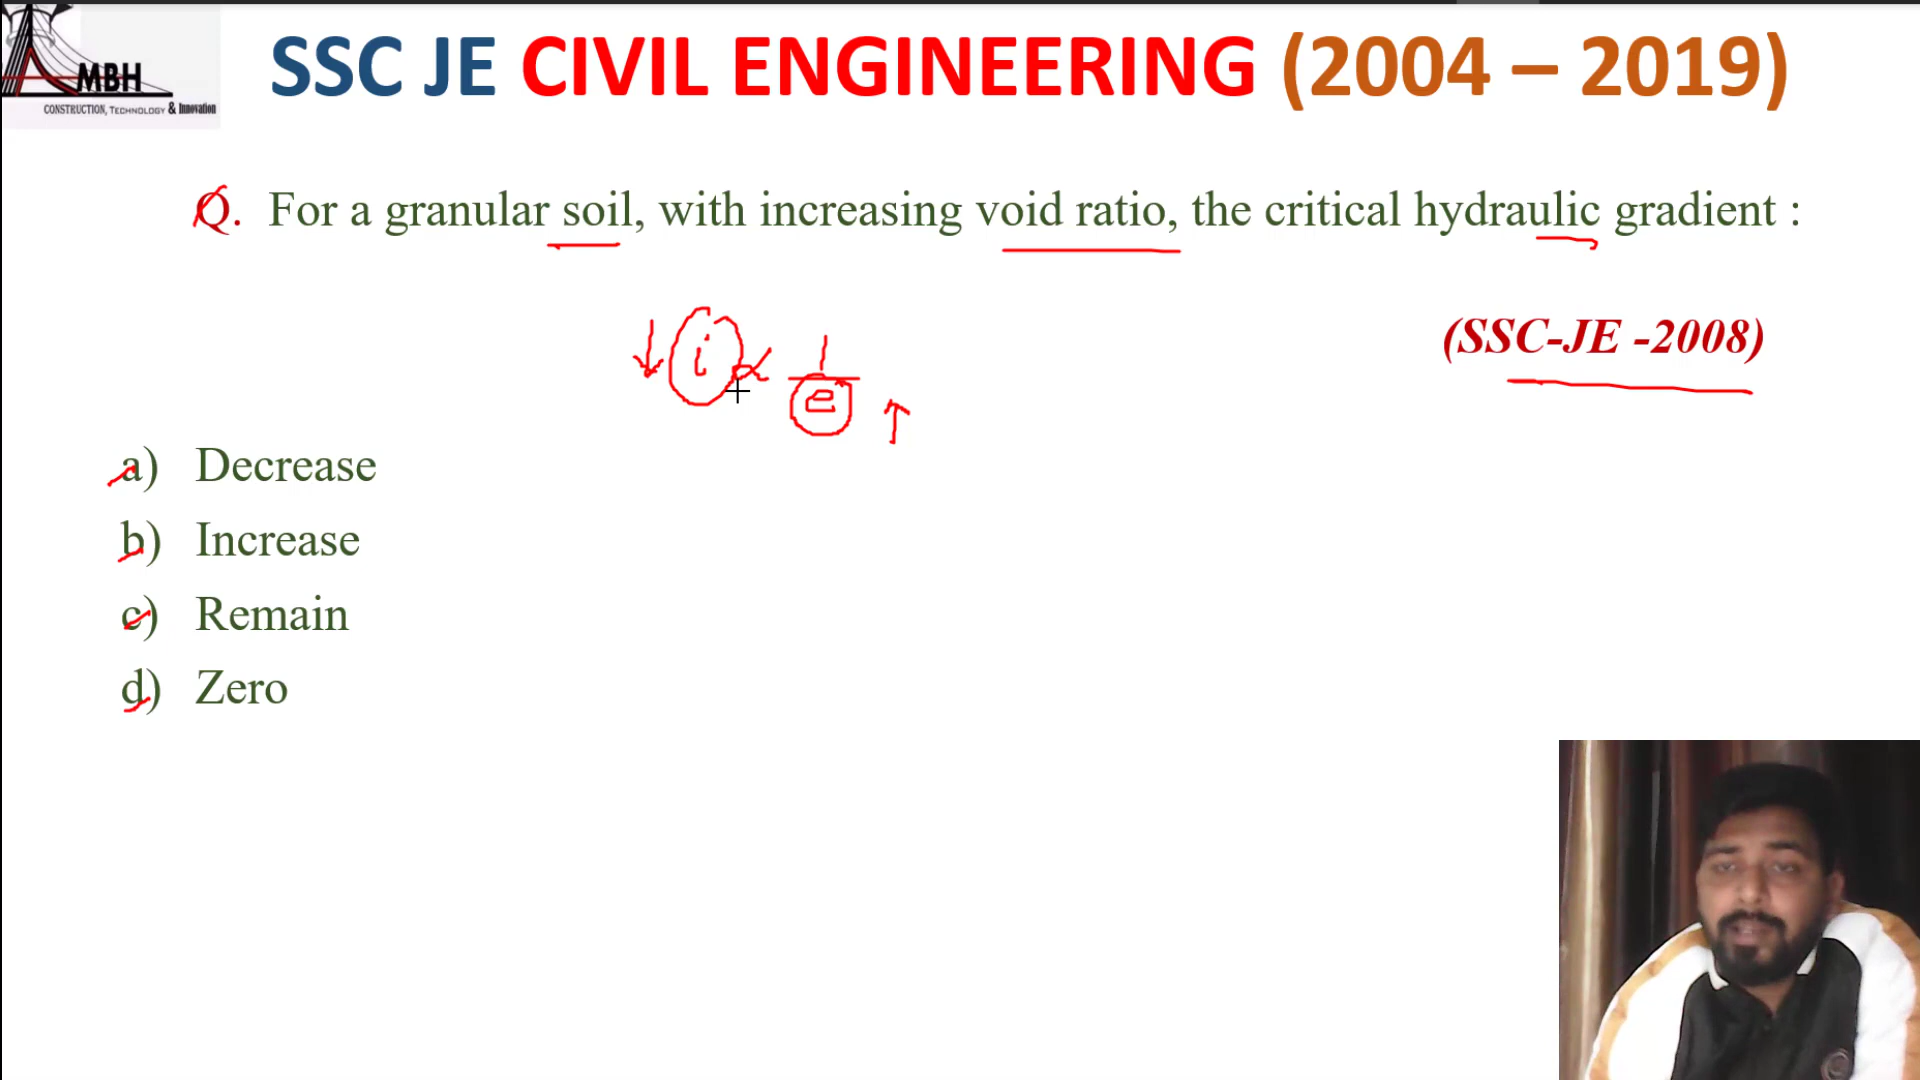 MBH
CONSTRUCTION, TECHNOLOGY & Innovation
SSC JE CIVIL ENGINEERING (2004 – 2019)
Q. For a granular soil, with increasing void ratio, the critical hydraulic gradient :
(SSC-JE -2008)
↓ i ∝ 1/e ↑
a) Decrease
b) Increase
c) Remain
d) Zero